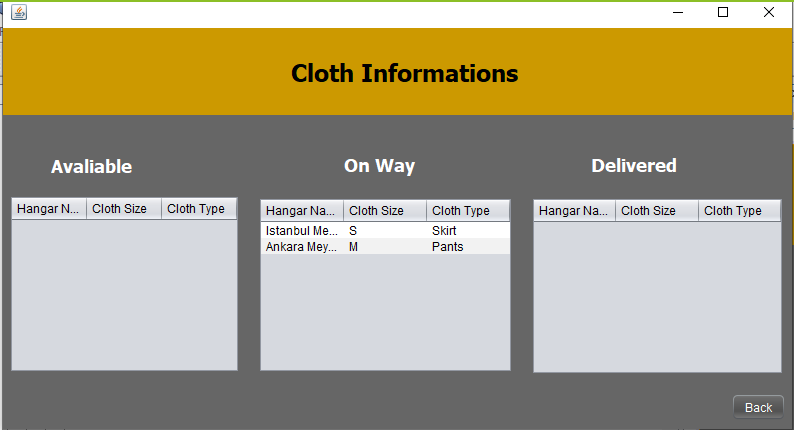 Cloth Informations
Avaliable
On Way
Delivered
Hangar N... Cloth Size Cloth Type
Hangar Na... Cloth Size Cloth Type
Istanbul Me... S Skirt
Ankara Mey... M Pants
Hangar Na... Cloth Size Cloth Type
Back